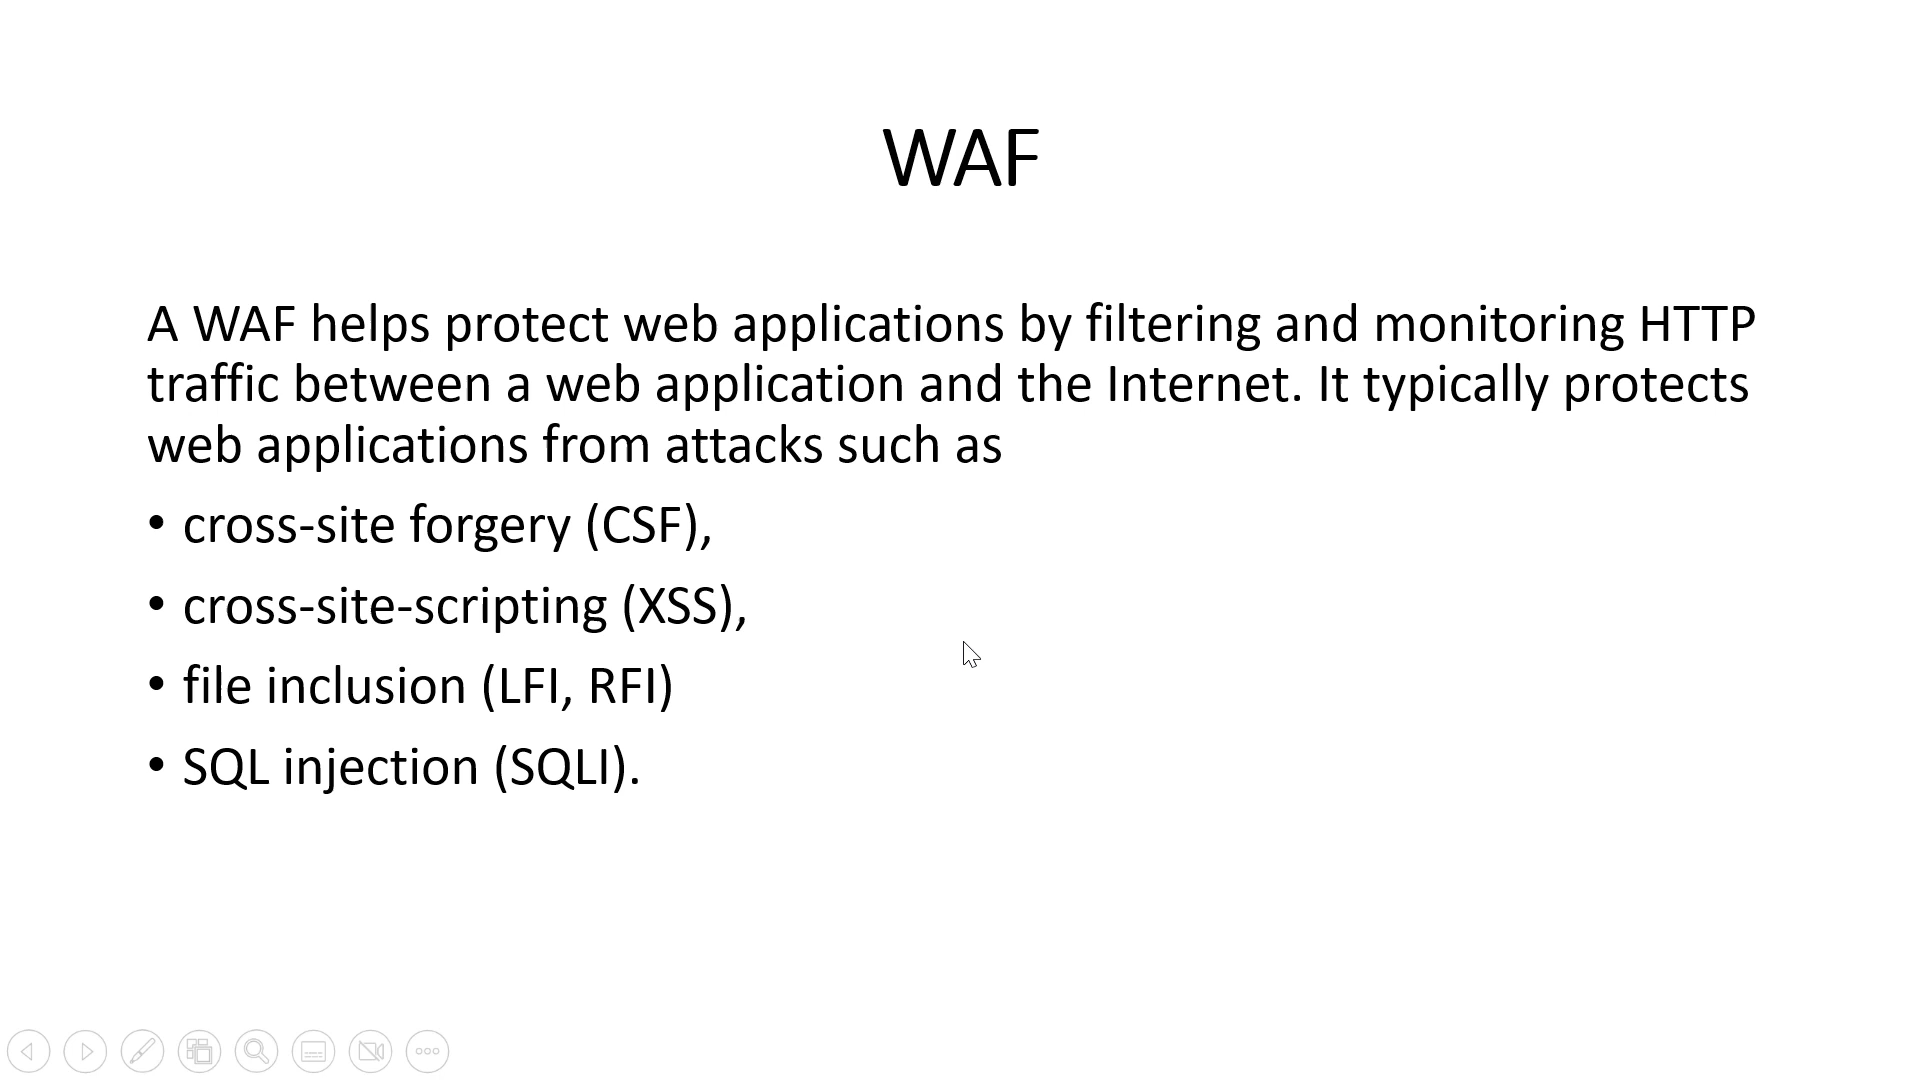 WAF
A WAF helps protect web applications by filtering and monitoring HTTP
traffic between a web application and the Internet. It typically protects
web applications from attacks such as
• cross-site forgery (CSF),
• cross-site-scripting (XSS),
• file inclusion (LFI, RFI)
• SQL injection (SQLI).